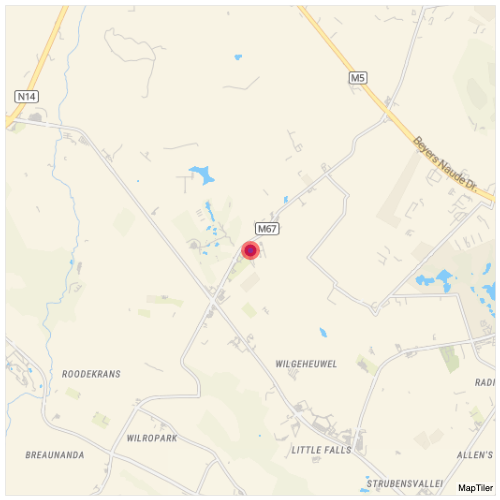 M5
N14
Beyers Naude Dr.
M67
WILGEHEUWEL
ROODEKRANS
RADI
WILROPARK
LITTLE FALLS
BREAUNANDA
ALLEN'S
STRUBENSVALLEI
MapTiler